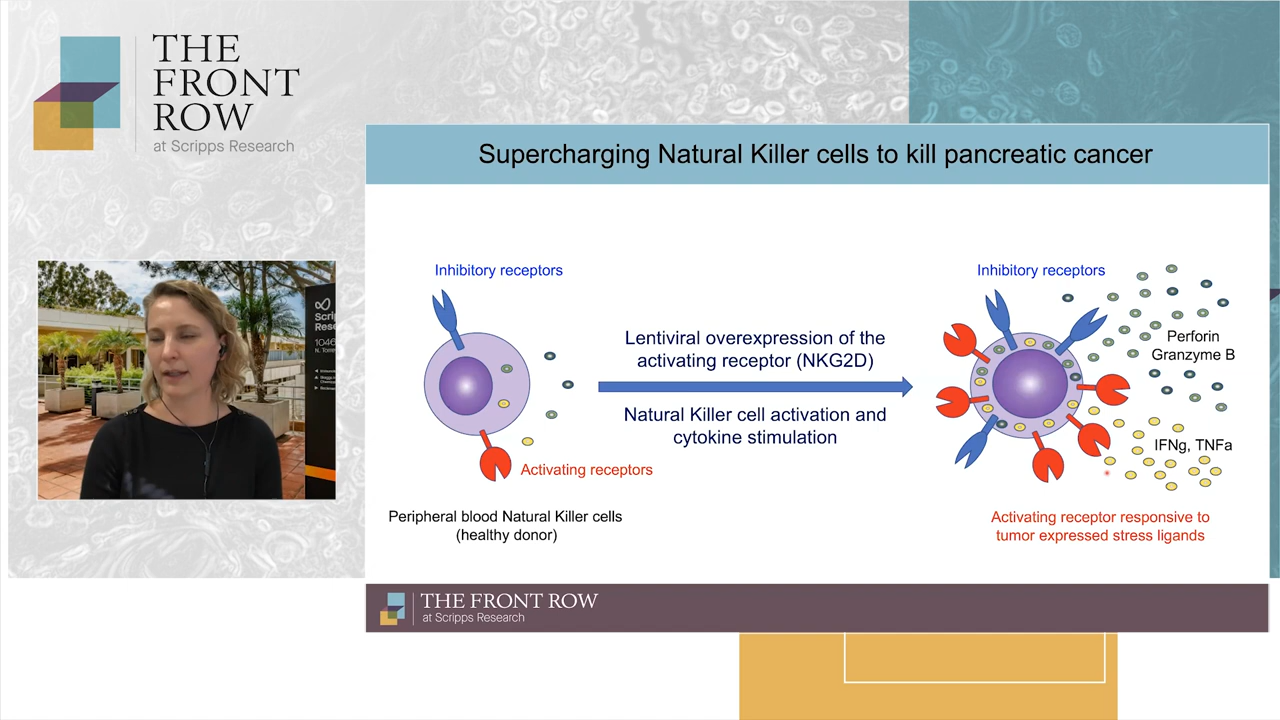 THE
FRONT
ROW
at Scripps Research
Supercharging Natural Killer cells to kill pancreatic cancer
Inhibitory receptors
Lentiviral overexpression of the
activating receptor (NKG2D)
Natural Killer cell activation and
cytokine stimulation
Activating receptors
Peripheral blood Natural Killer cells
(healthy donor)
Inhibitory receptors
Perforin
Granzyme B
IFNg, TNFa
Activating receptor responsive to
tumor expressed stress ligands
Scri
Rese
1046
THE FRONT ROW
at Scripps Research